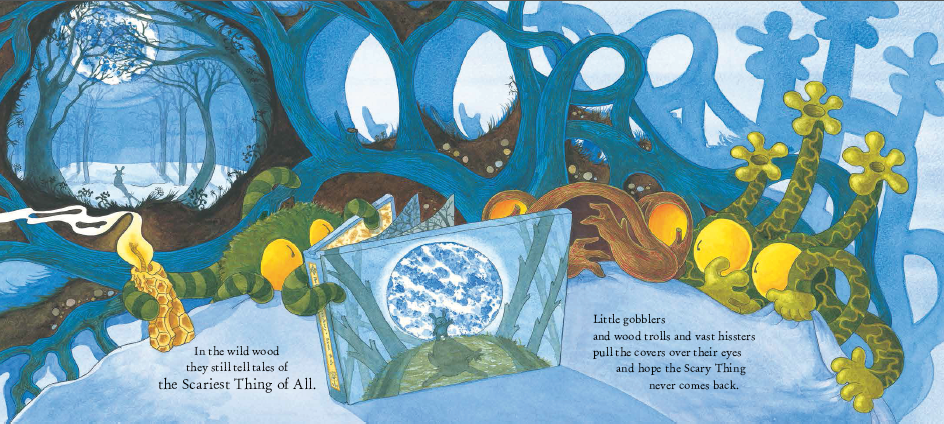 In the wild wood
they still tell tales of
the Scariest Thing of All.
Little gobblers
and wood trolls and vast hissters
pull the covers over their eyes
and hope the Scary Thing
never comes back.